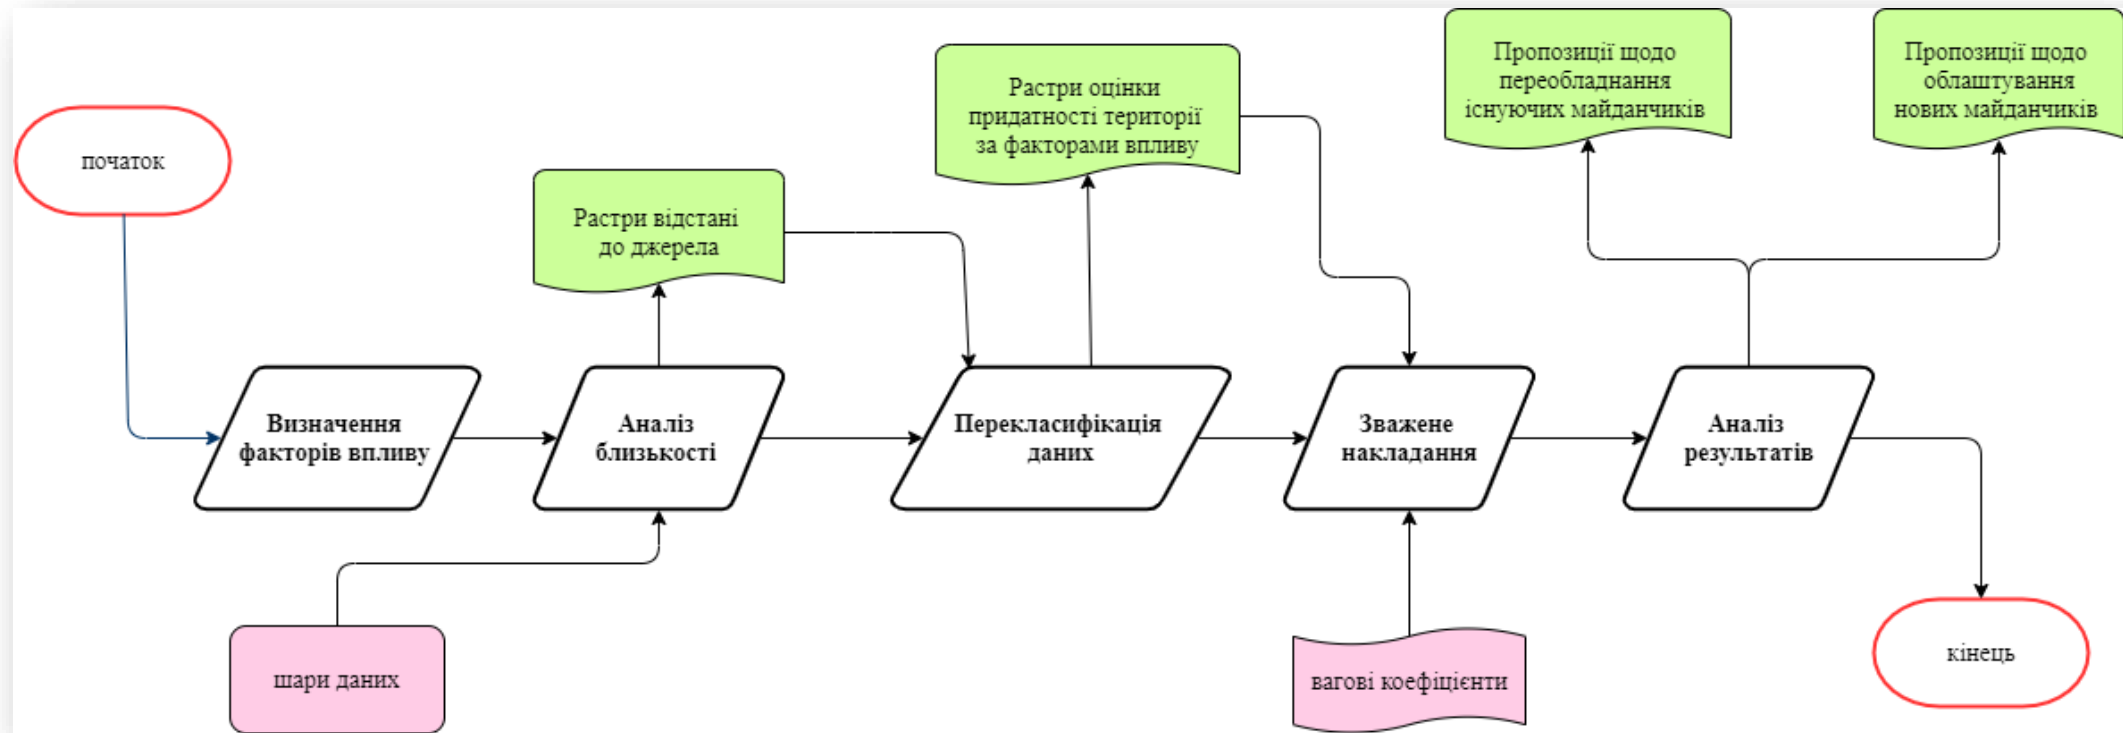 початок
Растри відстані
до джерела
Растри оцінки
придатності території
за факторами впливу
Пропозиції щодо
переобладнання
існуючих майданчиків
Пропозиції щодо
облаштування
нових майданчиків
Визначення
факторів впливу
Аналіз
близькості
Перекласифікація
даних
Зважене
накладання
Аналіз
результатів
шари даних
вагові коефіцієнти
кінець